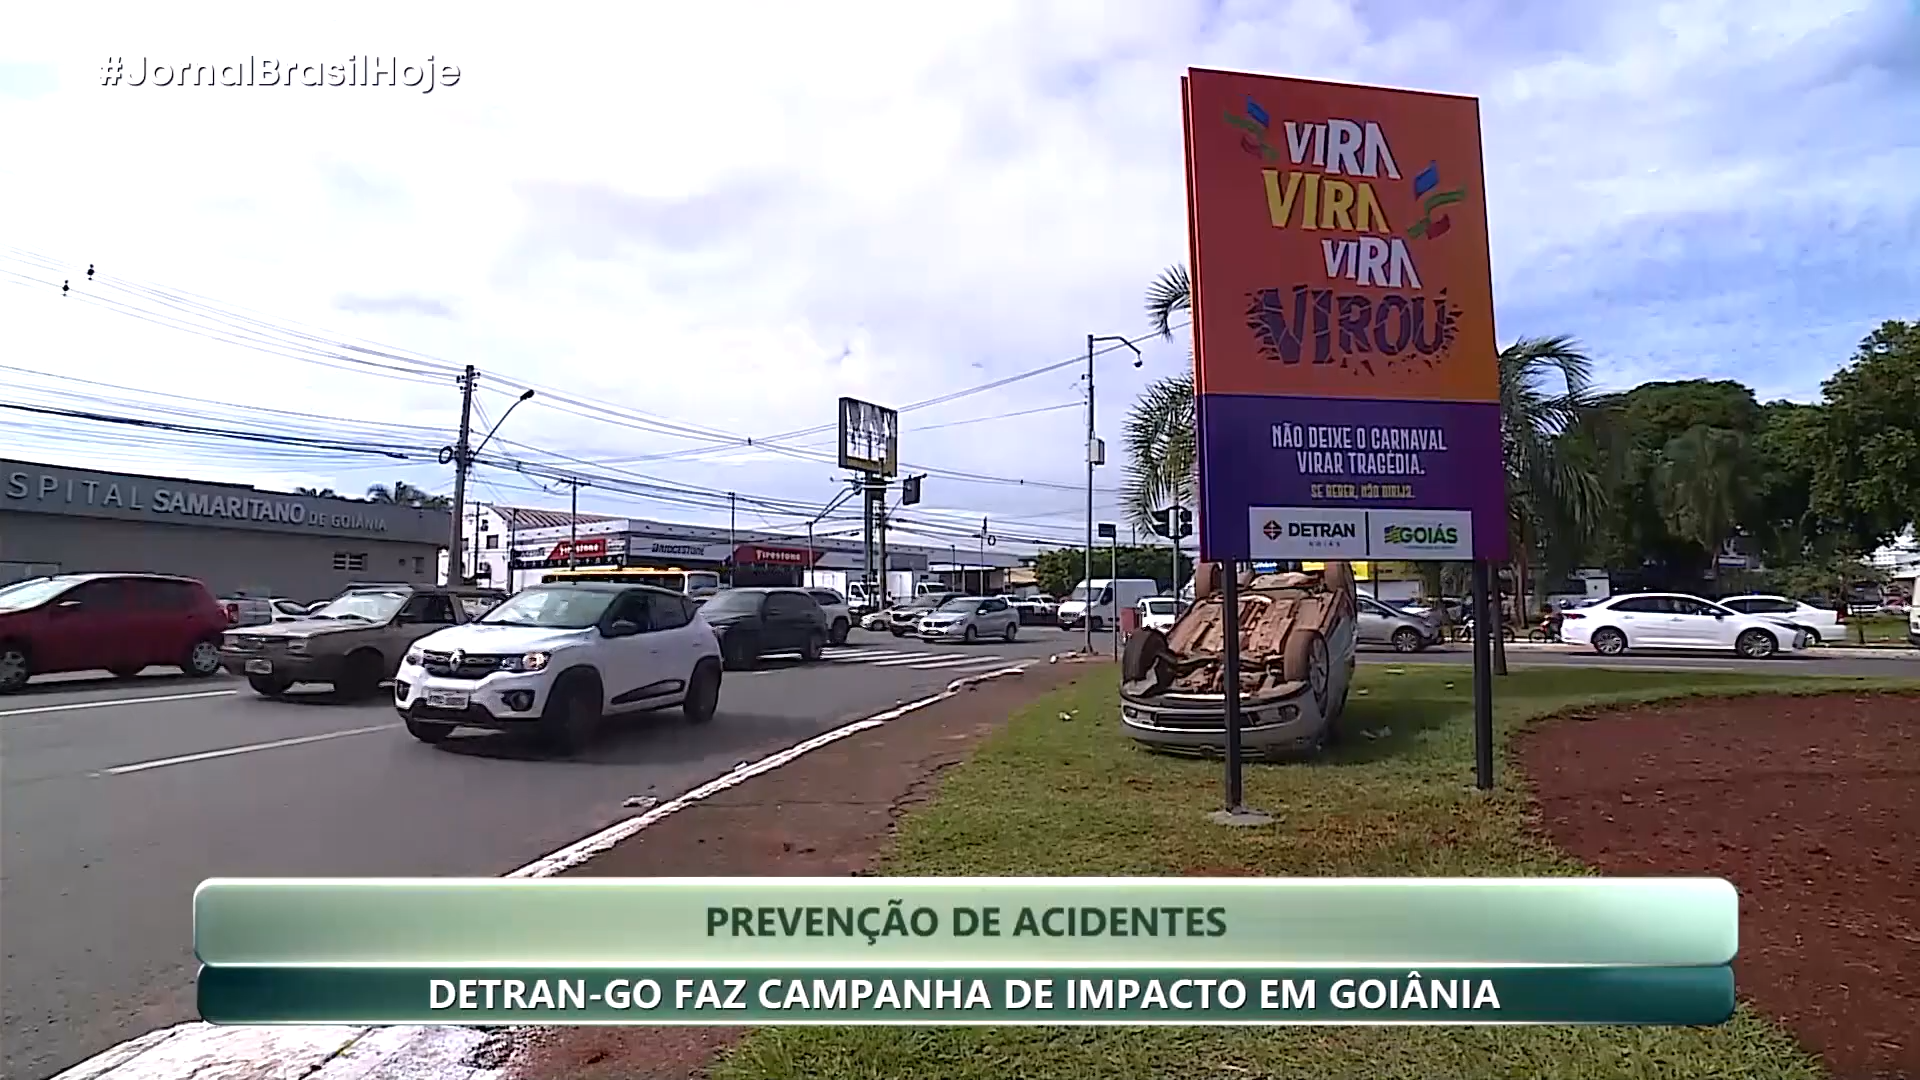 #JornalBrasilHoje
VIRA
VIRA
VIRA
VIROU
NÃO DEIXE O CARNAVAL
VIRAR TRAGÉDIA.
SE BEBER, NÃO DIRIJA.
DETRAN
GOIÁS
GOIÁS
SPITAL SAMARITANO DE GOIÂNIA
Firestone
BRIDGESTONE
Firestone
PREVENÇÃO DE ACIDENTES
DETRAN-GO FAZ CAMPANHA DE IMPACTO EM GOIÂNIA